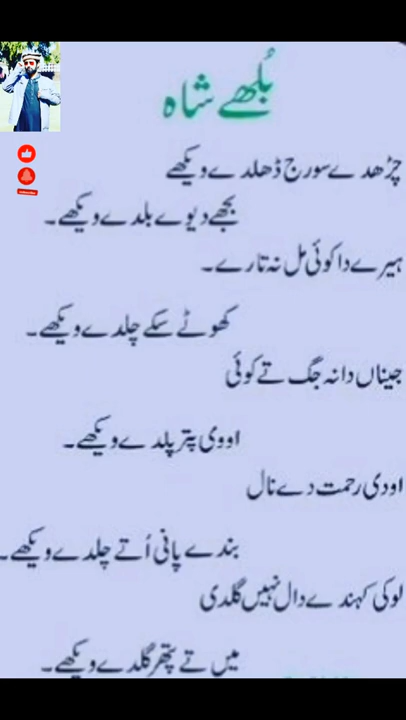 بُلھے شاہ
چڑھدے سورج ڈھلدے ویکھے
بجھے دیوے بلدے ویکھے۔
ہیرے دا کوئی مل نہ تارے۔
کھوٹے سکے چلدے ویکھے۔
جیناں دا نہ جگ تے کوئی
اووی پتر پلدے ویکھے۔
اودی رحمت دے نال
بندے پانی اُتے چلدے ویکھے۔
لوکی کہندے دال نہیں گلدی
میں تے پتھر گلدے ویکھے۔